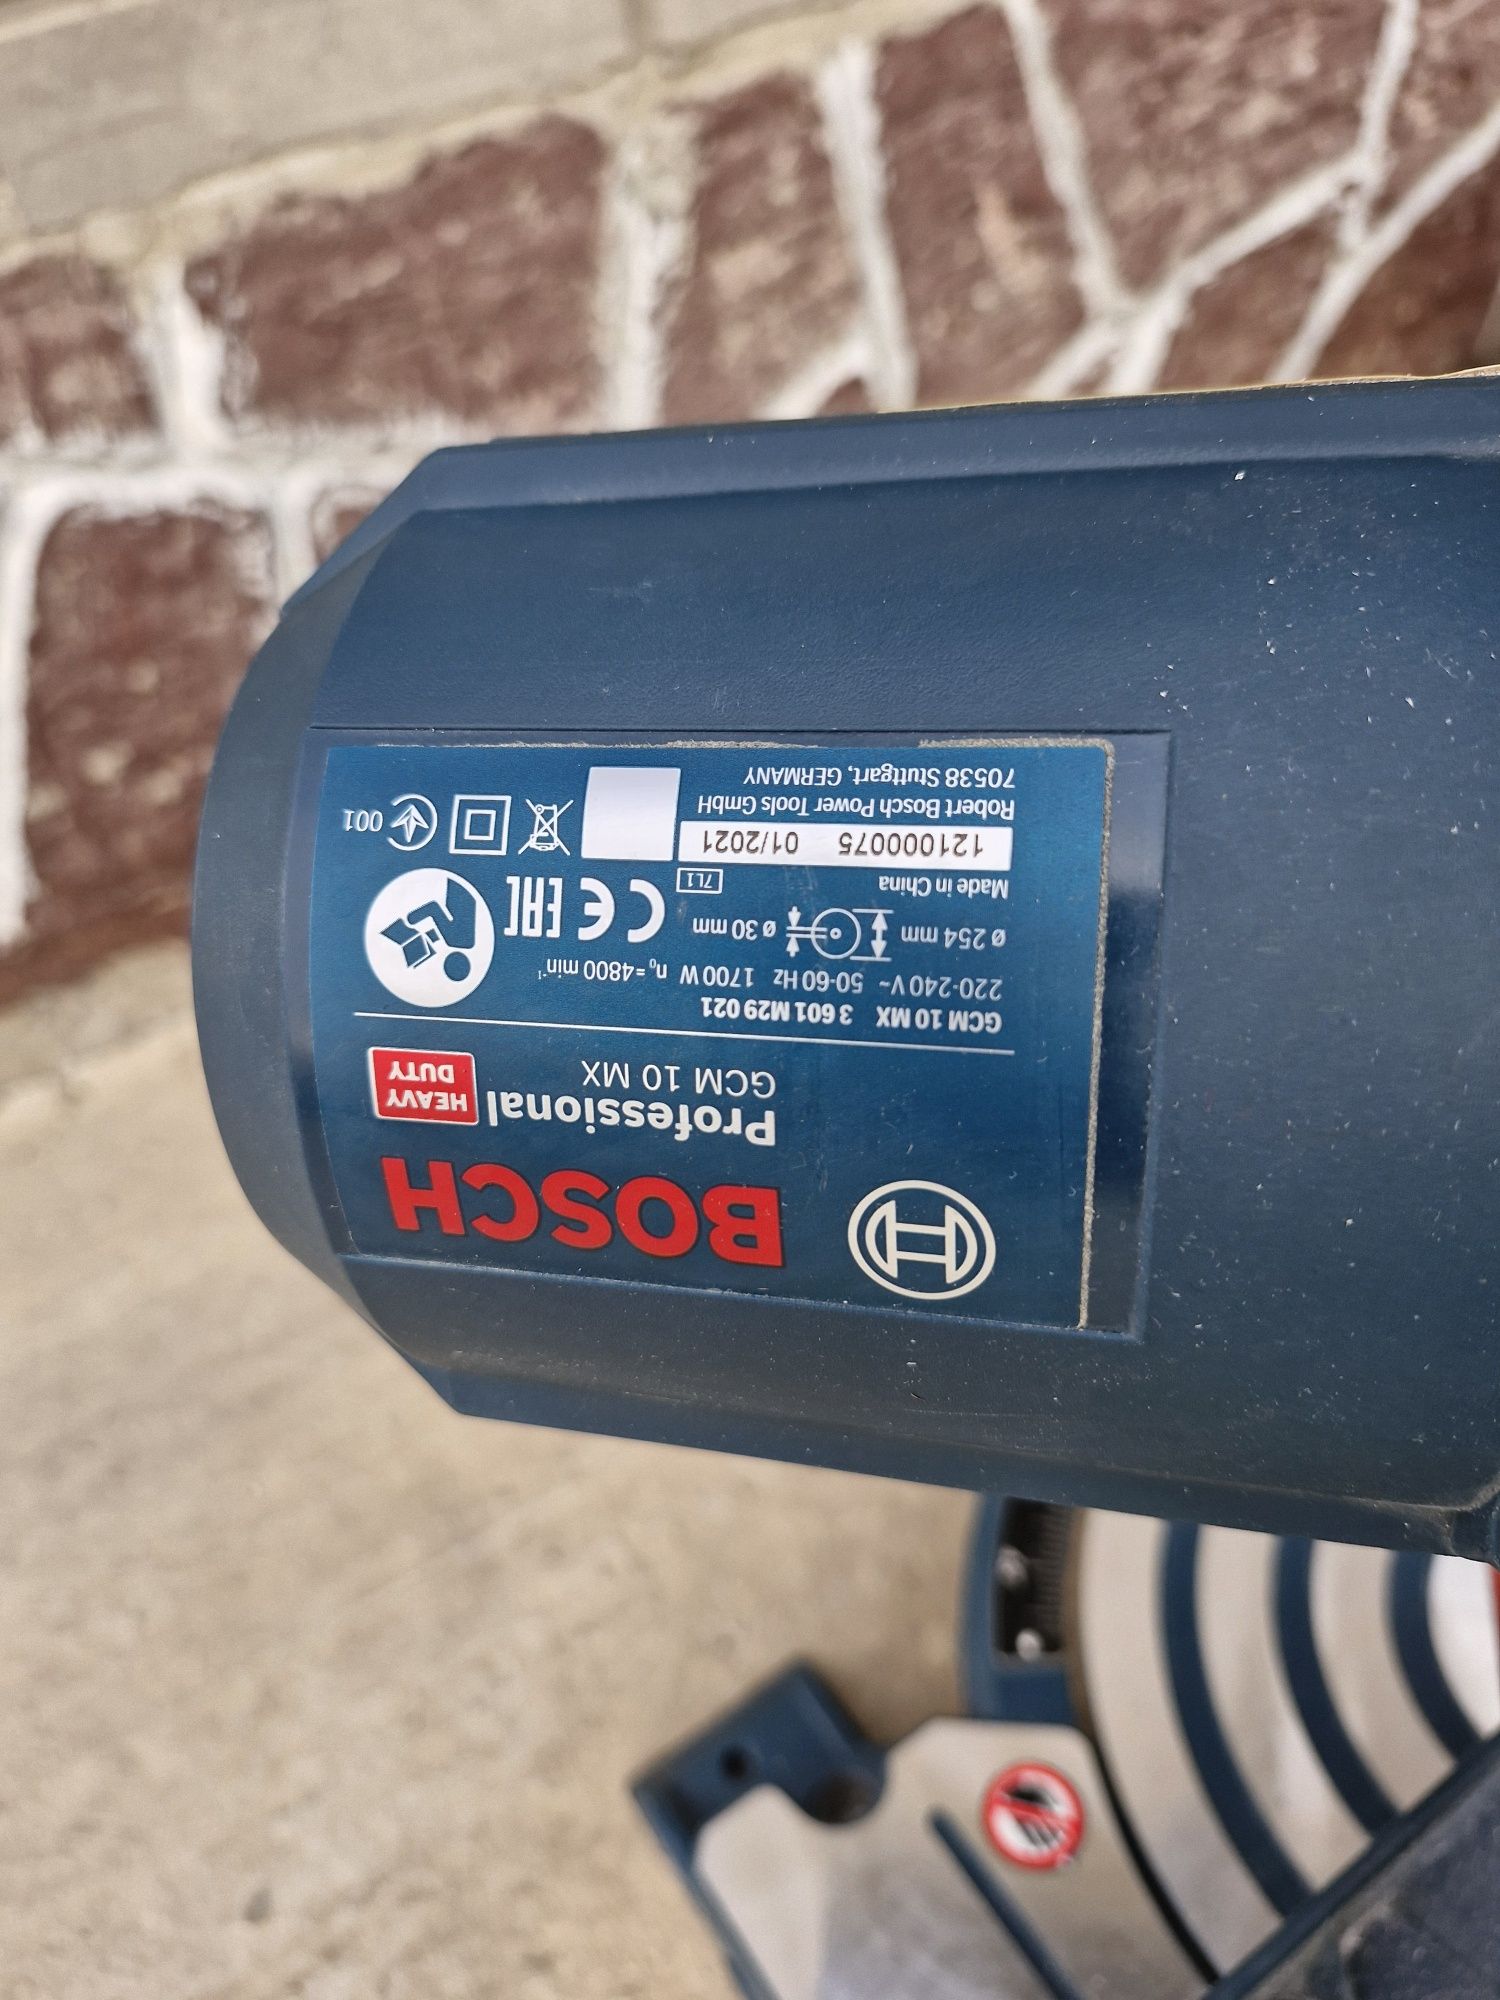 BOSCH
Professional
HEAVY
DUTY
GCM 10 MX
GCM 10 MX 3 601 M29 021
220-240 V~ 50-60 Hz 1700 W n₀=4800 min⁻¹
ø 254 mm ø 30 mm
Made in China 7L1
121000075 01/2021
Robert Bosch Power Tools GmbH
70538 Stuttgart, GERMANY
CE EAC
001